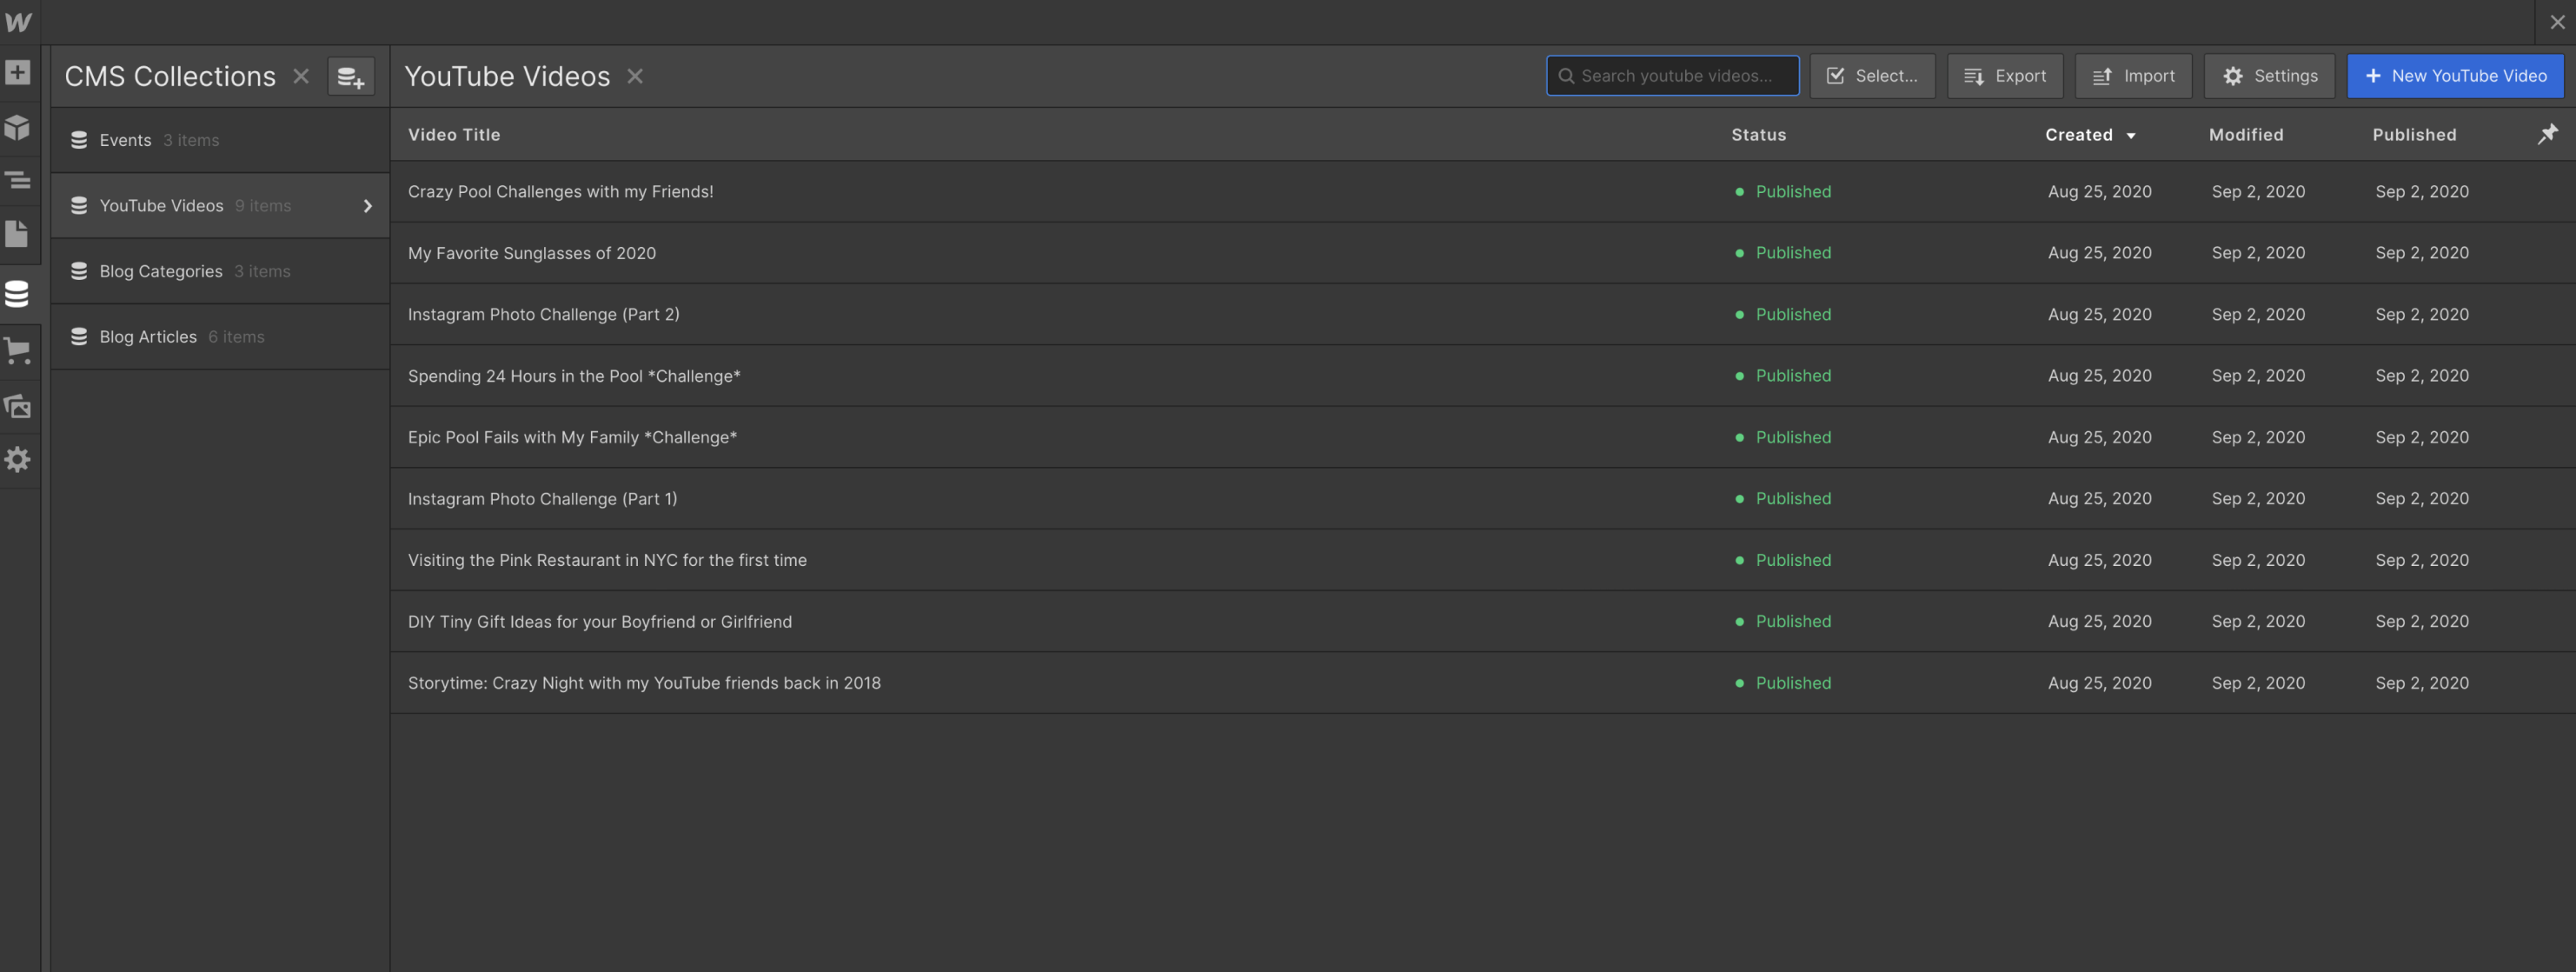 CMS Collections
YouTube Videos
Search youtube videos...
Select...
Export
Import
Settings
New YouTube Video
Events 3 items
YouTube Videos 9 items
Blog Categories 3 items
Blog Articles 6 items
Video Title Status Created Modified Published
Crazy Pool Challenges with my Friends! Published Aug 25, 2020 Sep 2, 2020 Sep 2, 2020
My Favorite Sunglasses of 2020 Published Aug 25, 2020 Sep 2, 2020 Sep 2, 2020
Instagram Photo Challenge (Part 2) Published Aug 25, 2020 Sep 2, 2020 Sep 2, 2020
Spending 24 Hours in the Pool *Challenge* Published Aug 25, 2020 Sep 2, 2020 Sep 2, 2020
Epic Pool Fails with My Family *Challenge* Published Aug 25, 2020 Sep 2, 2020 Sep 2, 2020
Instagram Photo Challenge (Part 1) Published Aug 25, 2020 Sep 2, 2020 Sep 2, 2020
Visiting the Pink Restaurant in NYC for the first time Published Aug 25, 2020 Sep 2, 2020 Sep 2, 2020
DIY Tiny Gift Ideas for your Boyfriend or Girlfriend Published Aug 25, 2020 Sep 2, 2020 Sep 2, 2020
Storytime: Crazy Night with my YouTube friends back in 2018 Published Aug 25, 2020 Sep 2, 2020 Sep 2, 2020